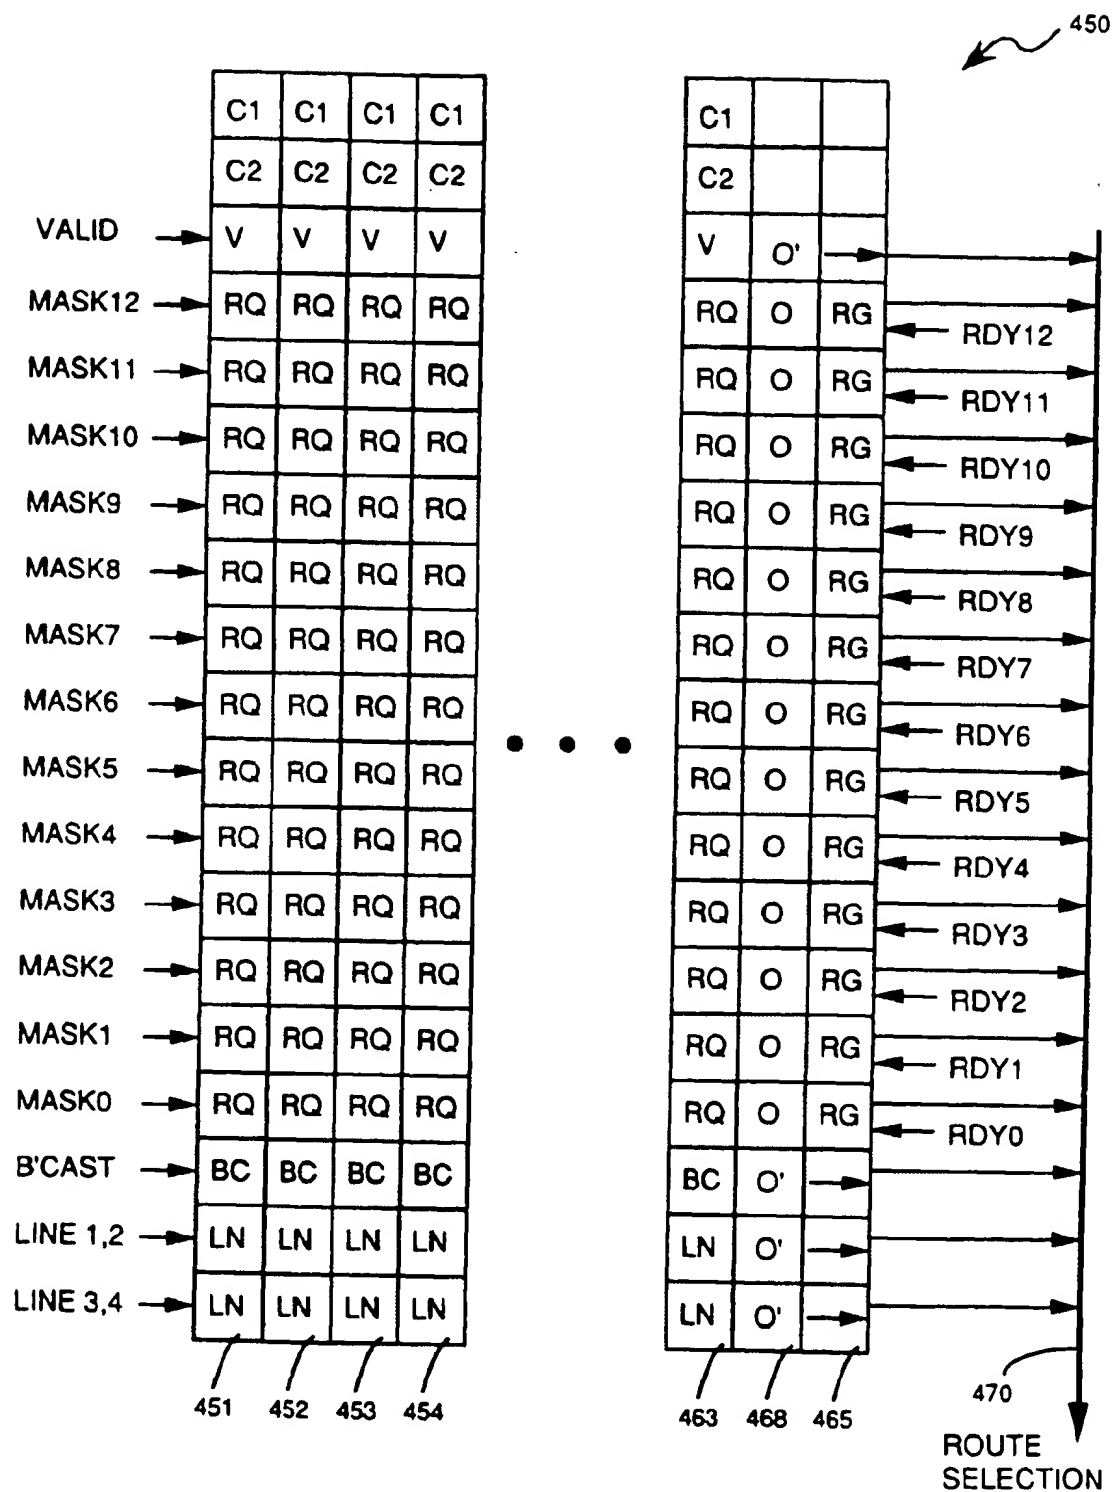 450
C1 C1 C1 C1 C1
C2 C2 C2 C2 C2
VALID V V V V V O'
MASK12 RQ RQ RQ RQ RQ O RG RDY12
MASK11 RQ RQ RQ RQ RQ O RG RDY11
MASK10 RQ RQ RQ RQ RQ O RG RDY10
MASK9 RQ RQ RQ RQ RQ O RG RDY9
MASK8 RQ RQ RQ RQ RQ O RG RDY8
MASK7 RQ RQ RQ RQ RQ O RG RDY7
MASK6 RQ RQ RQ RQ RQ O RG RDY6
MASK5 RQ RQ RQ RQ RQ O RG RDY5
MASK4 RQ RQ RQ RQ RQ O RG RDY4
MASK3 RQ RQ RQ RQ RQ O RG RDY3
MASK2 RQ RQ RQ RQ RQ O RG RDY2
MASK1 RQ RQ RQ RQ RQ O RG RDY1
MASK0 RQ RQ RQ RQ RQ O RG RDY0
B'CAST BC BC BC BC BC O'
LINE 1,2 LN LN LN LN LN O'
LINE 3,4 LN LN LN LN LN O'
451 452 453 454 463 468 465 470
ROUTE
SELECTION